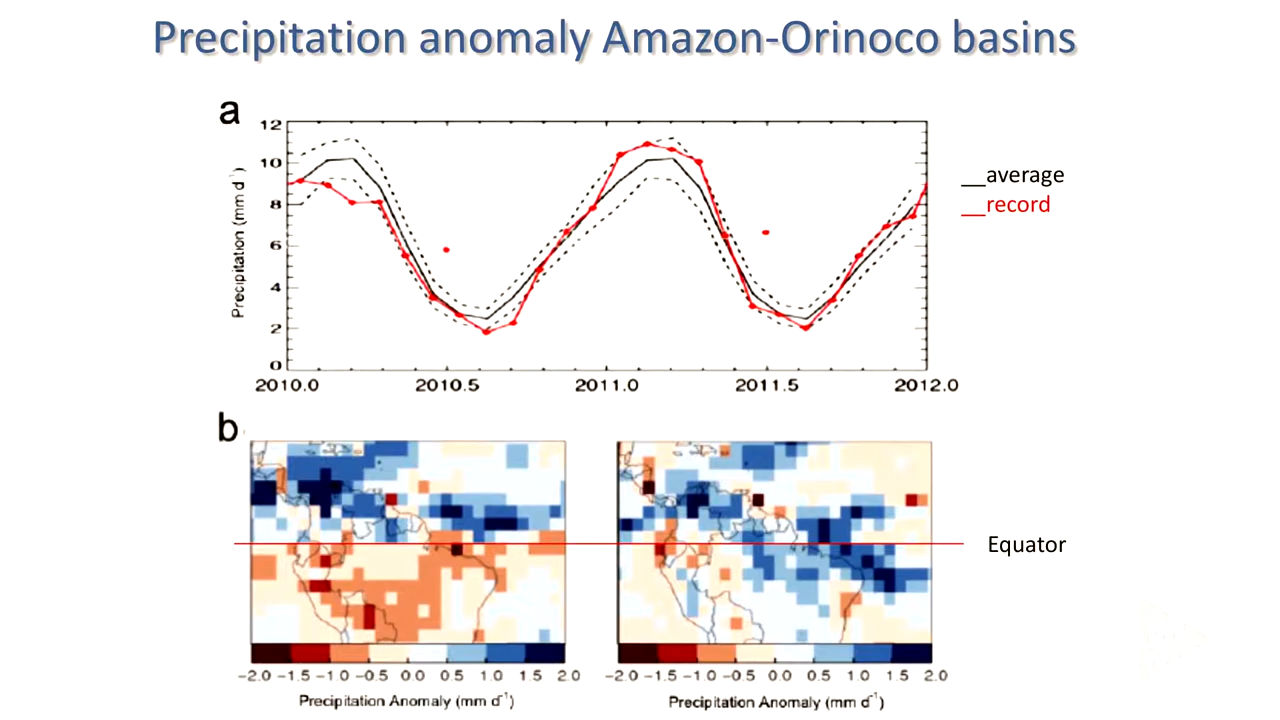 Precipitation anomaly Amazon-Orinoco basins
a
12
10
8
6
4
2
0
Precipitation (mm d⁻¹)
2010.0 2010.5 2011.0 2011.5 2012.0
__average
__record
b
Equator
-2.0 -1.5 -1.0 -0.5 0.0 0.5 1.0 1.5 2.0
Precipitation Anomaly (mm d⁻¹)
-2.0 -1.5 -1.0 -0.5 0.0 0.5 1.0 1.5 2.0
Precipitation Anomaly (mm d⁻¹)